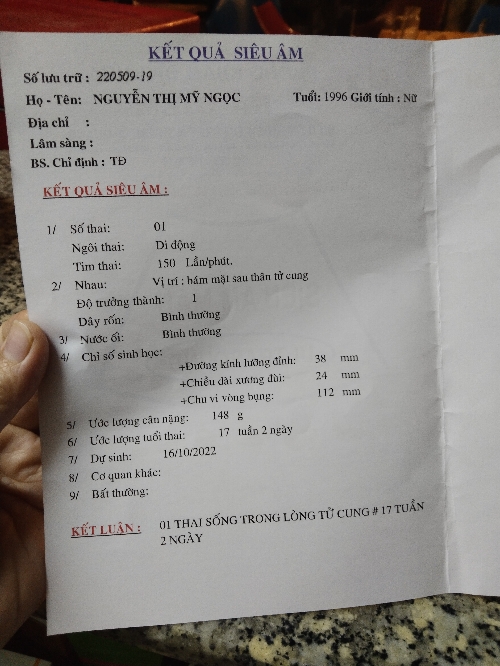 KẾT QUẢ SIÊU ÂM
Số lưu trữ : 220509-19
Họ - Tên: NGUYỄN THỊ MỸ NGỌC Tuổi: 1996 Giới tính : Nữ
Địa chỉ :
Lâm sàng :
BS. Chỉ định : TĐ
KẾT QUẢ SIÊU ÂM :
1/ Số thai: 01
Ngôi thai: Di động
Tim thai: 150 Lần/phút.
2/ Nhau: Vị trí : bám mặt sau thân tử cung
Độ trưởng thành: 1
Dây rốn: Bình thường
3/ Nước ối: Bình thường
4/ Chỉ số sinh học:
+Đường kính lưỡng đỉnh: 38 mm
+Chiều dài xương đùi: 24 mm
+Chu vi vòng bụng: 112 mm
5/ Ước lượng cân nặng: 148 g
6/ Ước lượng tuổi thai: 17 tuần 2 ngày
7/ Dự sinh: 16/10/2022
8/ Cơ quan khác:
9/ Bất thường:
KẾT LUẬN : 01 THAI SỐNG TRONG LÒNG TỬ CUNG # 17 TUẦN
2 NGÀY